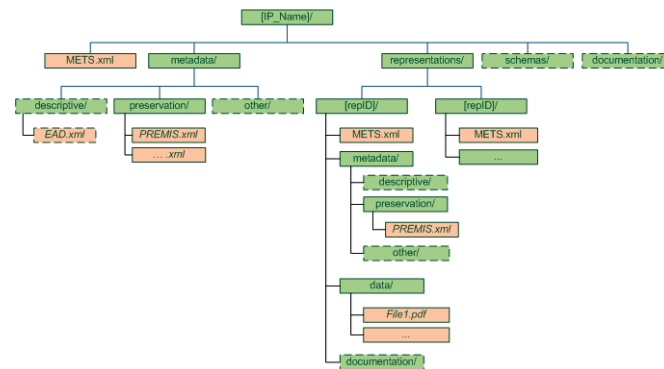 [IP_Name]/
METS.xml
metadata/
representations/
schemas/
documentation/
descriptive/
preservation/
other/
[repID]/
[repID]/
EAD.xml
PREMIS.xml
... .xml
METS.xml
METS.xml
metadata/
...
descriptive/
preservation/
PREMIS.xml
other/
data/
File1.pdf
...
documentation/